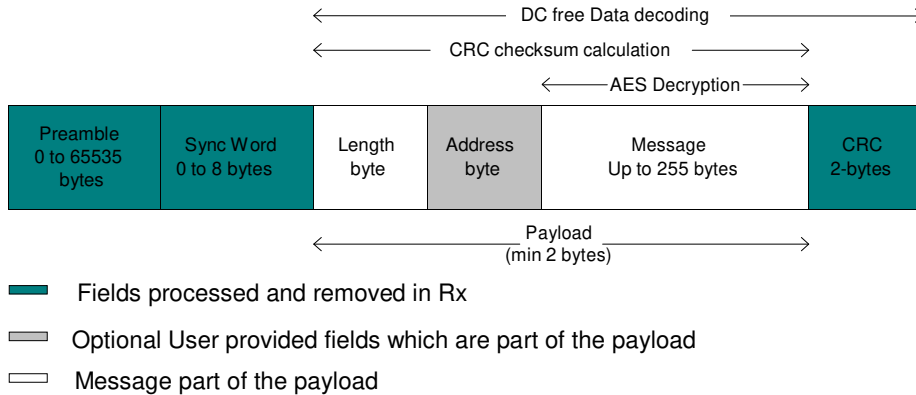 DC free Data decoding
CRC checksum calculation
AES Decryption
Preamble
0 to 65535
bytes
Sync Word
0 to 8 bytes
Length
byte
Address
byte
Message
Up to 255 bytes
CRC
2-bytes
Payload
(min 2 bytes)
Fields processed and removed in Rx
Optional User provided fields which are part of the payload
Message part of the payload